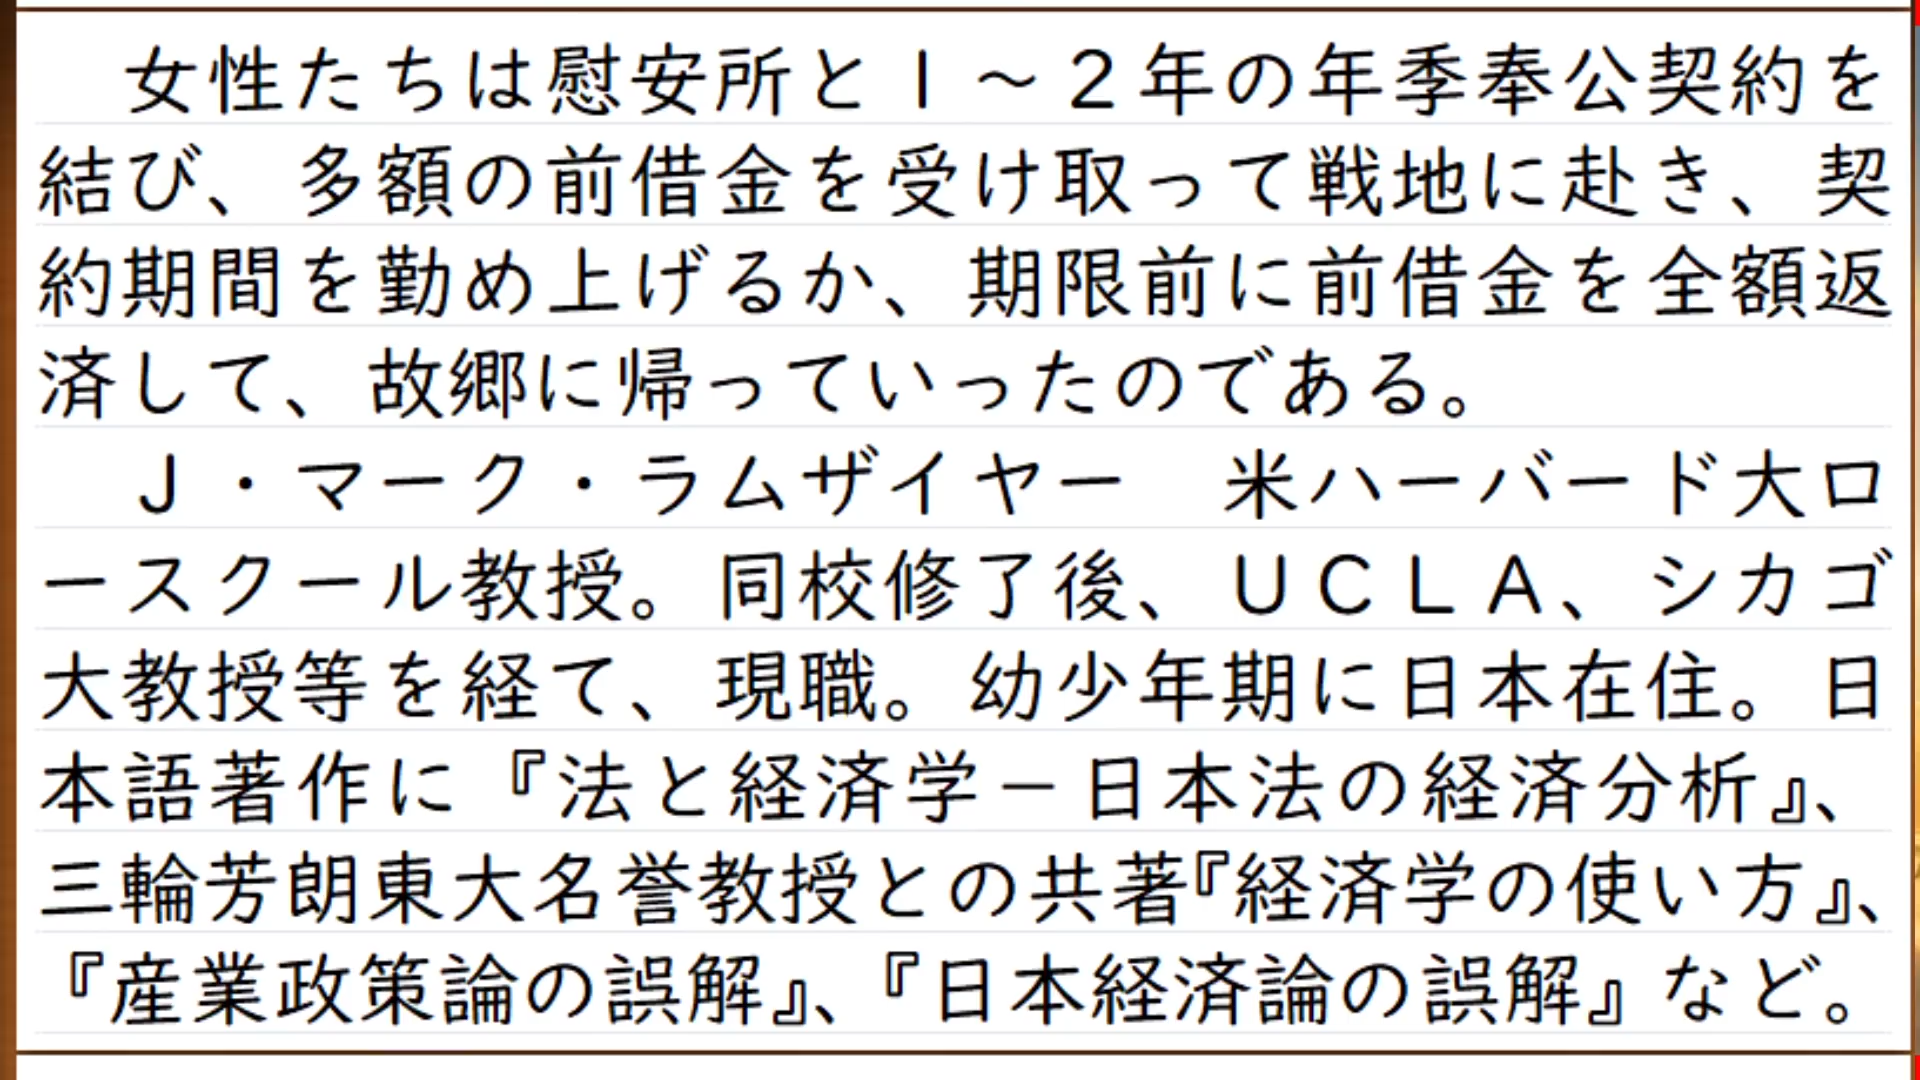 女性たちは慰安所と１～２年の年季奉公契約を
結び、多額の前借金を受け取って戦地に赴き、契
約期間を勤め上げるか、期限前に前借金を全額返
済して、故郷に帰っていったのである。
　Ｊ・マーク・ラムザイヤー　米ハーバード大ロ
ースクール教授。同校修了後、ＵＣＬＡ、シカゴ
大教授等を経て、現職。幼少年期に日本在住。日
本語著作に『法と経済学－日本法の経済分析』、
三輪芳朗東大名誉教授との共著『経済学の使い方』、
『産業政策論の誤解』、『日本経済論の誤解』など。